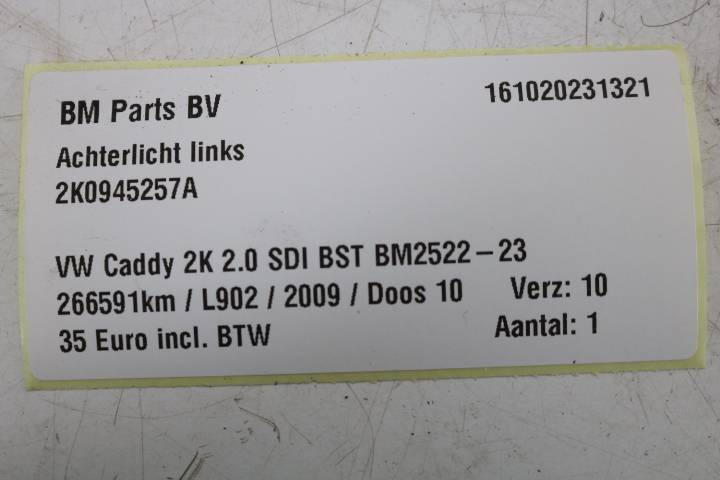 BM Parts BV 161020231321
Achterlicht links
2K0945257A
VW Caddy 2K 2.0 SDI BST BM2522-23
266591km / L902 / 2009 / Doos 10 Verz: 10
35 Euro incl. BTW Aantal: 1